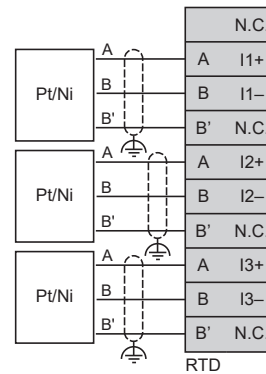 N.C
A
A I1+
Pt/Ni B B I1–
B' B' N.C
A A I2+
Pt/Ni B B I2–
B' B' N.C
A A I3+
Pt/Ni B B I3–
B' B' N.C
RTD